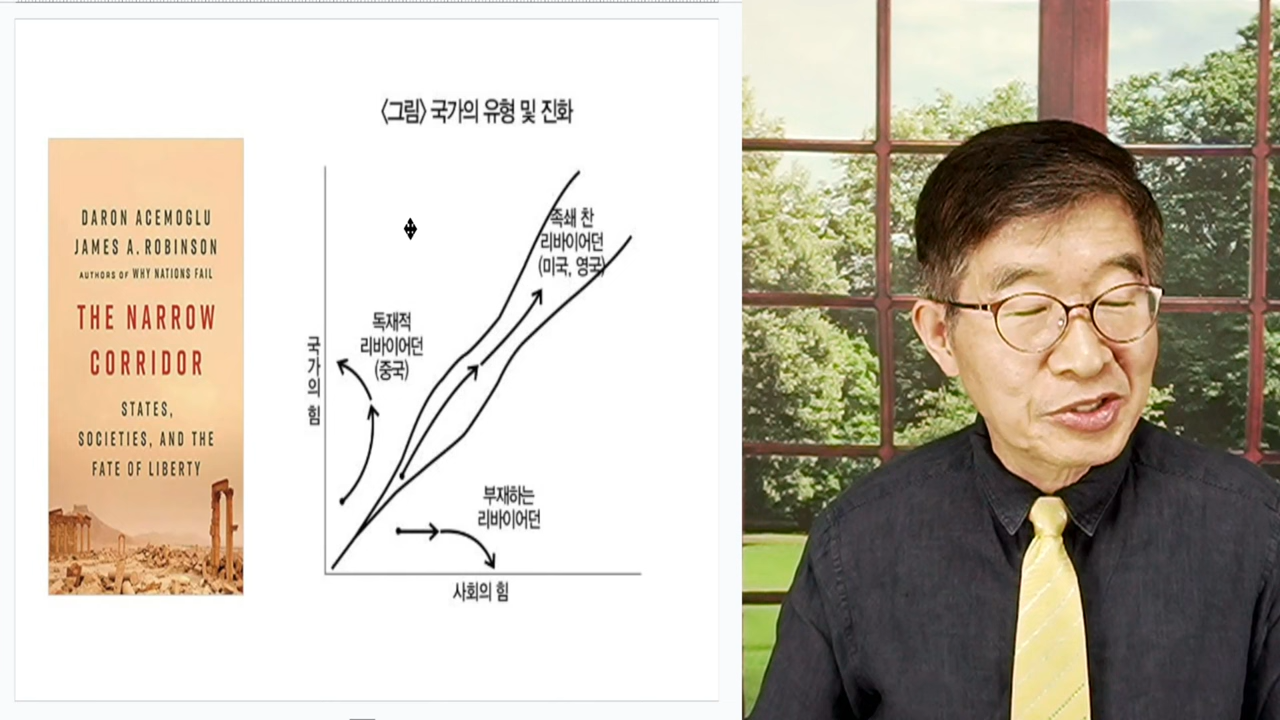 〈그림〉 국가의 유형 및 진화
DARON ACEMOGLU
JAMES A. ROBINSON
AUTHORS OF WHY NATIONS FAIL
THE NARROW
CORRIDOR
STATES,
SOCIETIES, AND THE
FATE OF LIBERTY
국가의 힘
독재적
리바이어던
(중국)
족쇄 찬
리바이어던
(미국, 영국)
부재하는
리바이어던
사회의 힘